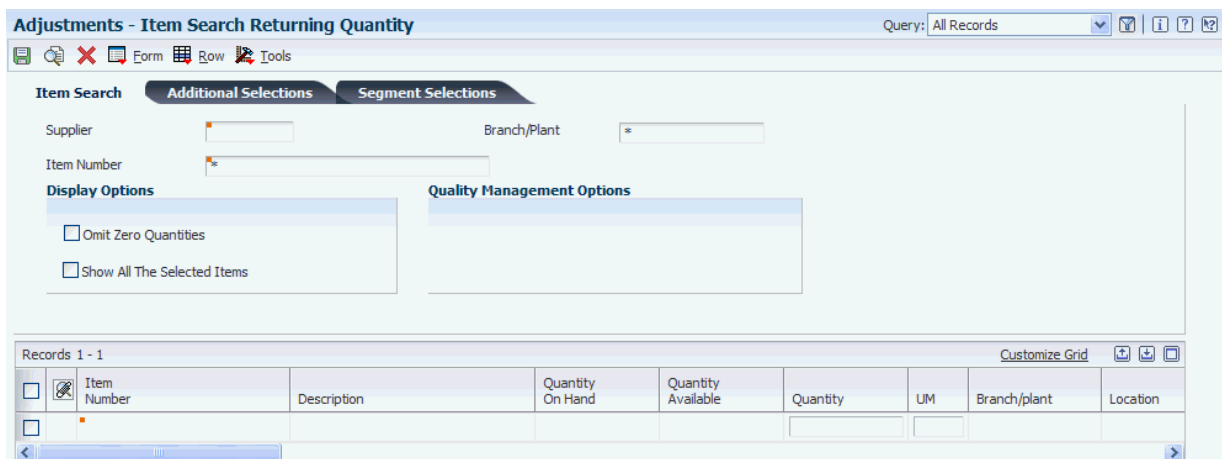 Adjustments - Item Search Returning Quantity
Query: All Records
Form Row Tools
Item Search Additional Selections Segment Selections
Supplier Branch/Plant *
Item Number *
Display Options Quality Management Options
Omit Zero Quantities
Show All The Selected Items
Records 1 - 1 Customize Grid
Item Number Description Quantity On Hand Quantity Available Quantity UM Branch/plant Location